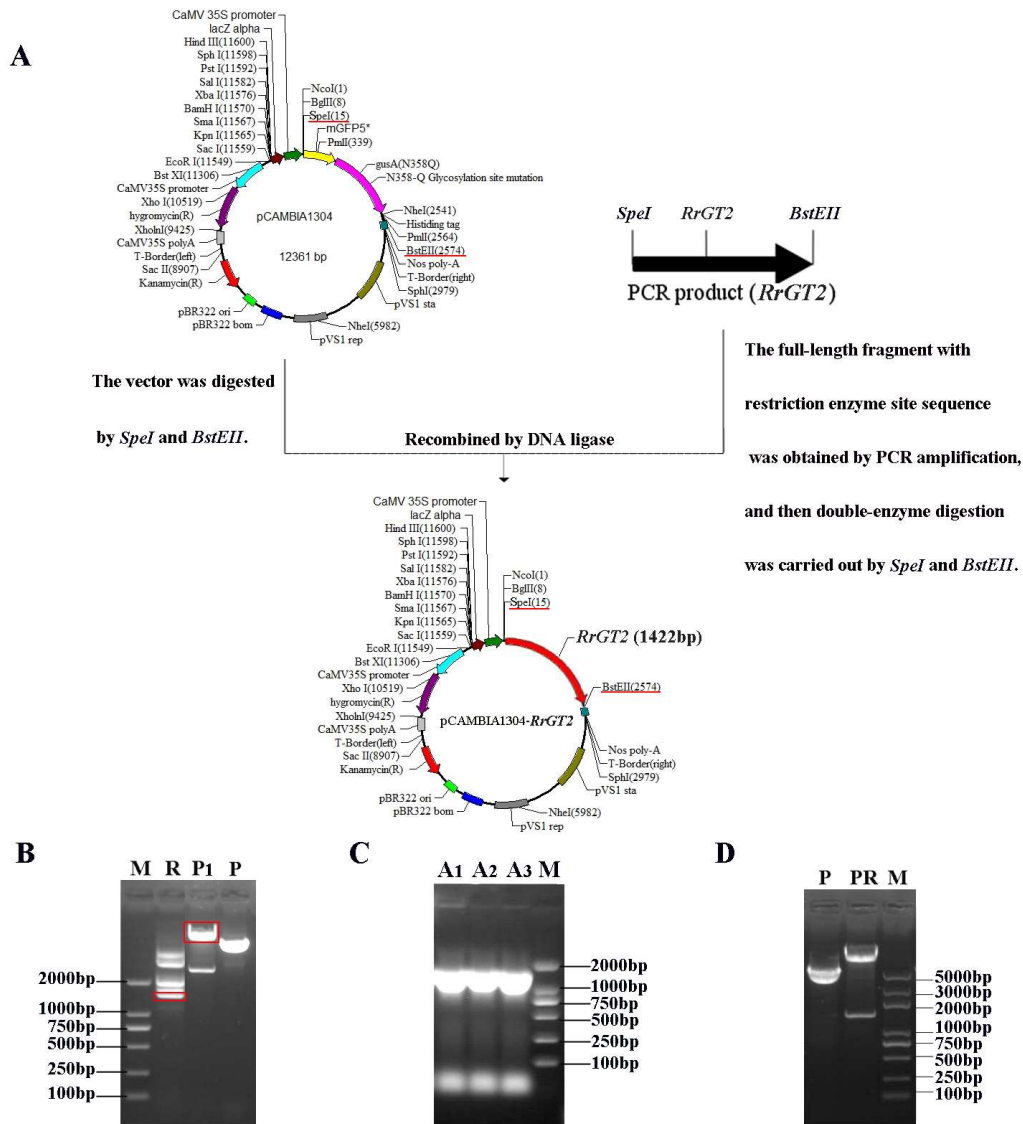 A
CaMV 35S promoter
lacZ alpha
Hind III(11600)
Sph I(11598)
Pst I(11592)
Sal I(11582)
Xba I(11576)
BamH I(11570)
Sma I(11567)
Kpn I(11565)
Sac I(11559)
EcoR I(11549)
Bst XI(11306)
CaMV35S promoter
Xho I(10519)
hygromycin(R)
XholnI(9425)
CaMV35S polyA
T-Border(left)
Sac II(8907)
Kanamycin(R)
pBR322 ori
pBR322 bom
NcoI(1)
BglII(8)
SpeI(15)
mGFP5*
PmlI(339)
gusA(N358Q)
N358-Q Glycosylation site mutation
NheI(2541)
Histiding tag
PmlI(2564)
BstEII(2574)
Nos poly-A
T-Border(right)
SphI(2979)
pVS1 sta
NheI(5982)
pVS1 rep
pCAMBIA1304
12361 bp
SpeI RrGT2 BstEII
PCR product (RrGT2)
The vector was digested
by SpeI and BstEII.
Recombined by DNA ligase
The full-length fragment with
restriction enzyme site sequence
was obtained by PCR amplification,
and then double-enzyme digestion
was carried out by SpeI and BstEII.
CaMV 35S promoter
lacZ alpha
Hind III(11600)
Sph I(11598)
Pst I(11592)
Sal I(11582)
Xba I(11576)
BamH I(11570)
Sma I(11567)
Kpn I(11565)
Sac I(11559)
EcoR I(11549)
Bst XI(11306)
CaMV35S promoter
Xho I(10519)
hygromycin(R)
XholnI(9425)
CaMV35S polyA
T-Border(left)
Sac II(8907)
Kanamycin(R)
pBR322 ori
pBR322 bom
NcoI(1)
BglII(8)
SpeI(15)
RrGT2 (1422bp)
BstEII(2574)
Nos poly-A
T-Border(right)
SphI(2979)
pVS1 sta
NheI(5982)
pVS1 rep
pCAMBIA1304-RrGT2
B
M R P1 P
2000bp
1000bp
750bp
500bp
250bp
100bp
C
A1 A2 A3 M
2000bp
1000bp
750bp
500bp
250bp
100bp
D
P PR M
5000bp
3000bp
2000bp
1000bp
750bp
500bp
250bp
100bp